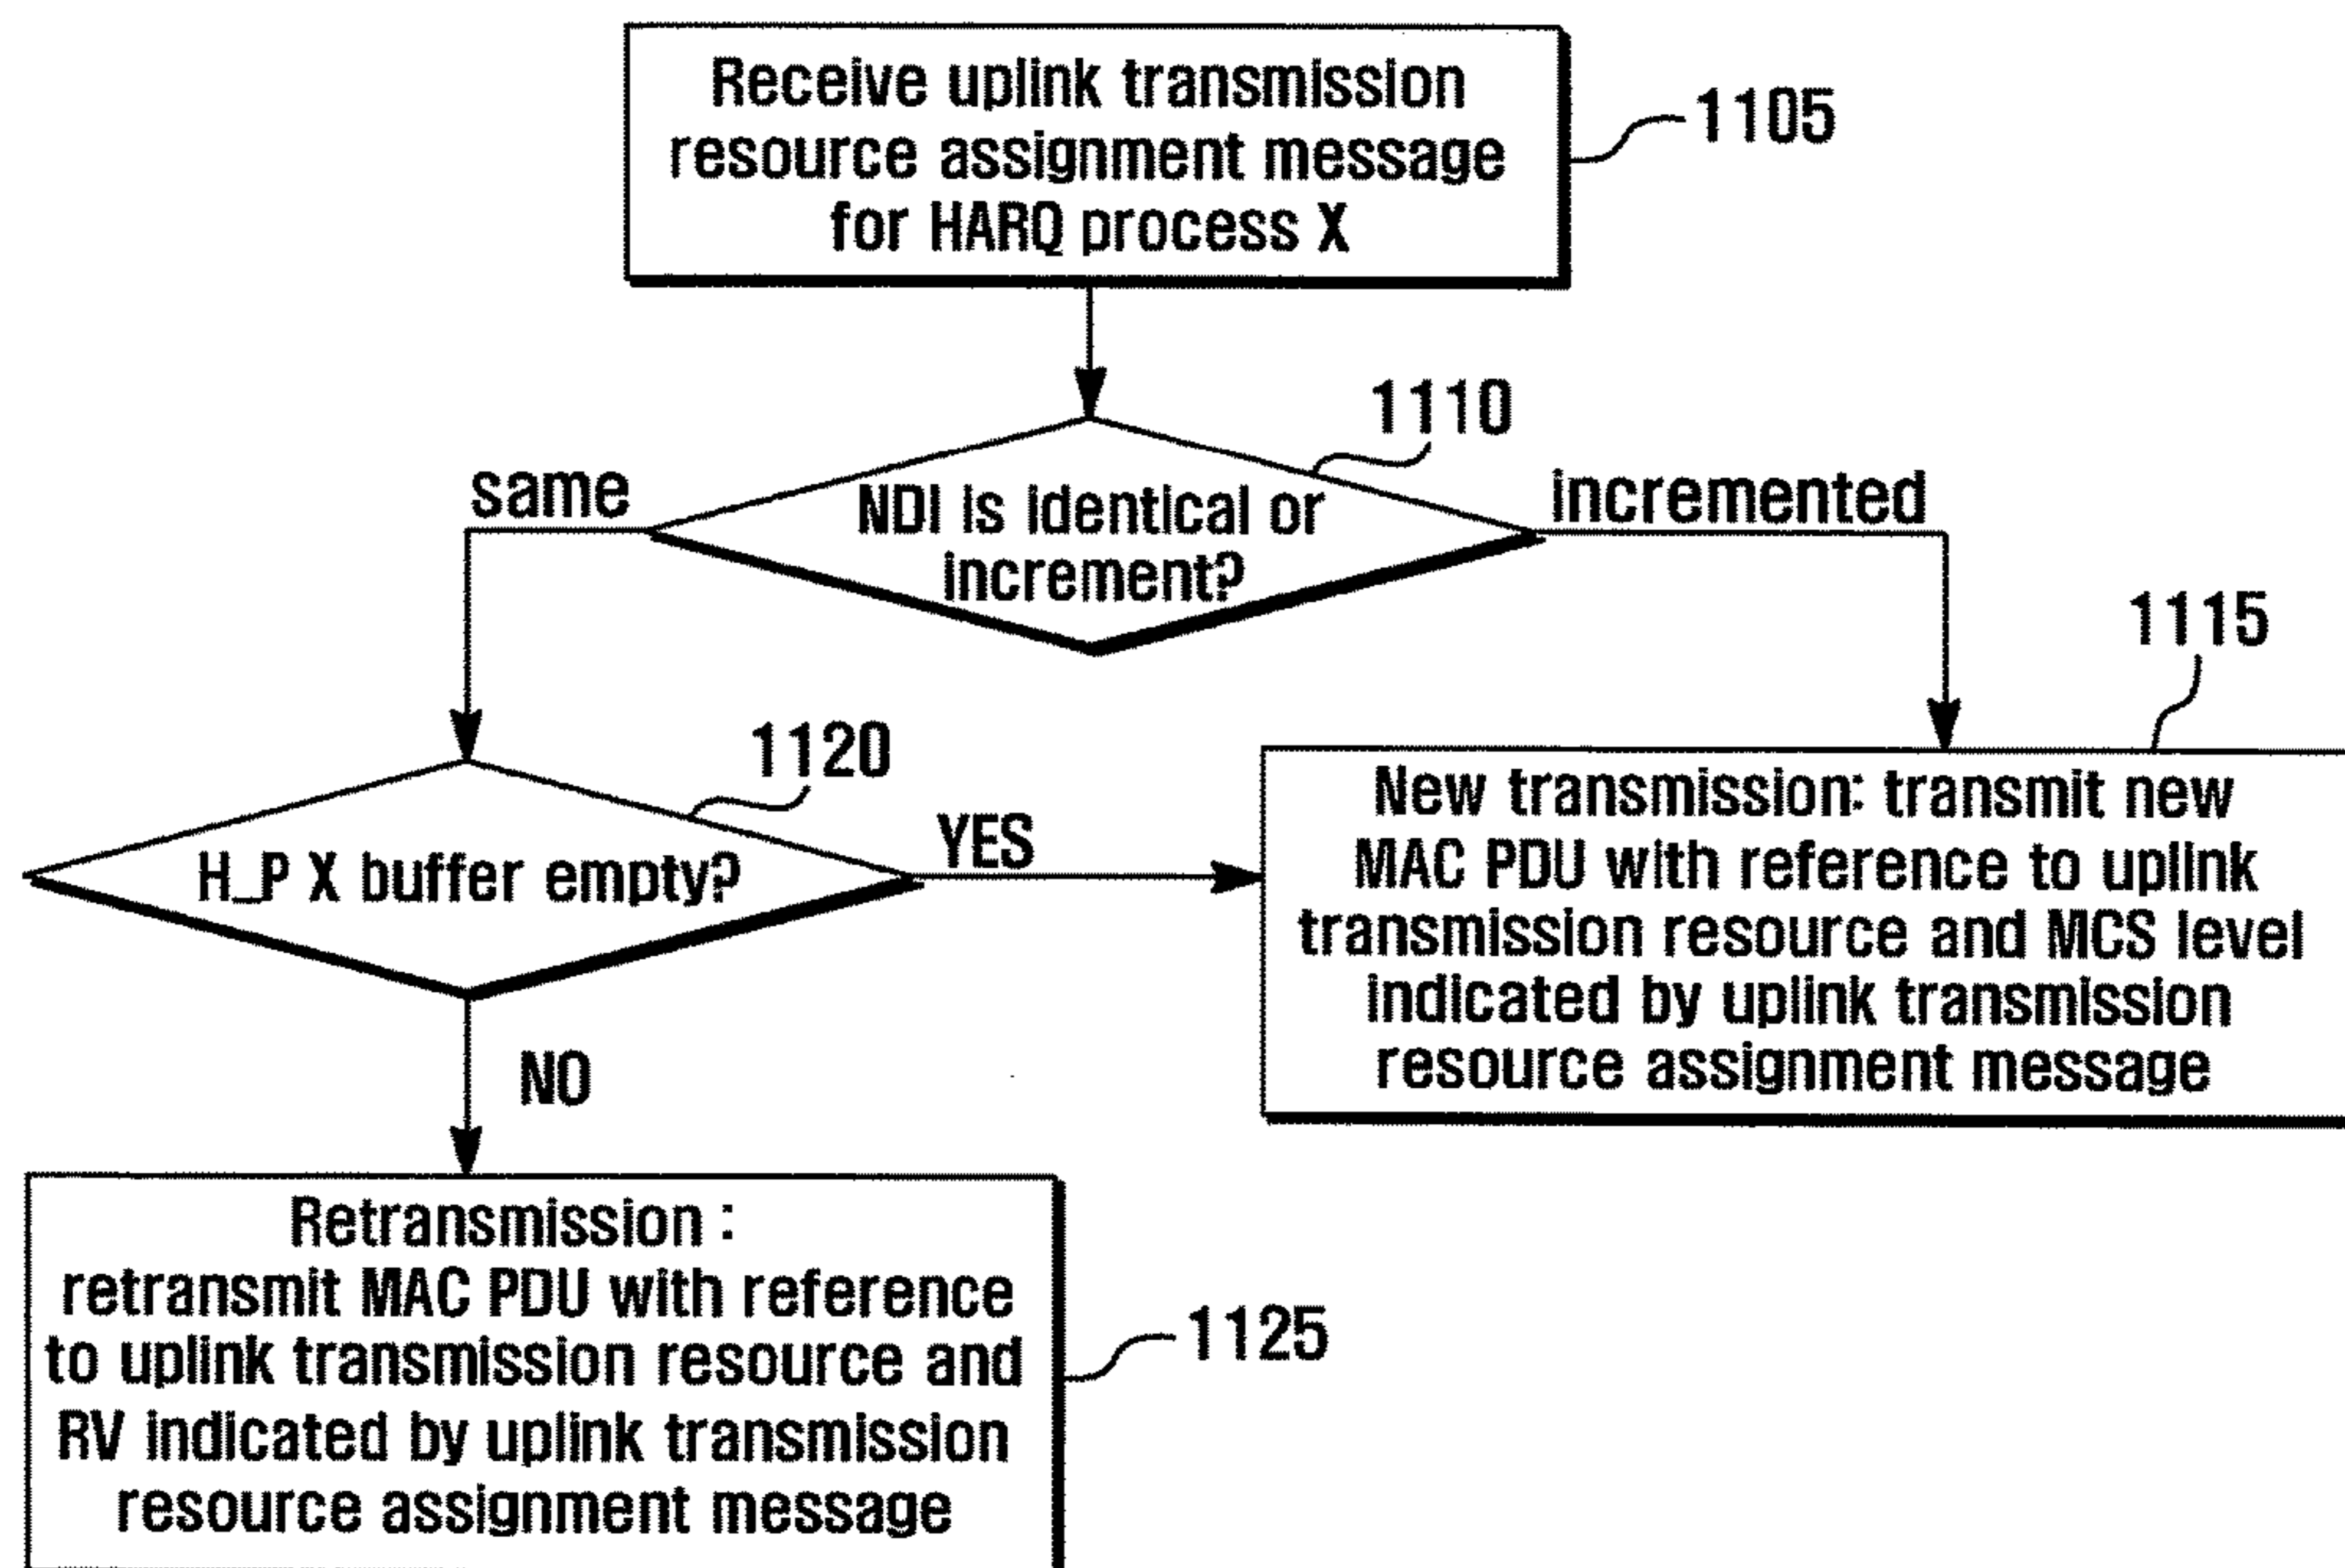 Receive uplink transmission
resource assignment message
for HARQ process X
1105
1110
same
NDI is identical or
increment?
incremented
1115
1120
H_P X buffer empty?
YES
New transmission: transmit new
MAC PDU with reference to uplink
transmission resource and MCS level
indicated by uplink transmission
resource assignment message
NO
Retransmission :
retransmit MAC PDU with reference
to uplink transmission resource and
RV indicated by uplink transmission
resource assignment message
1125